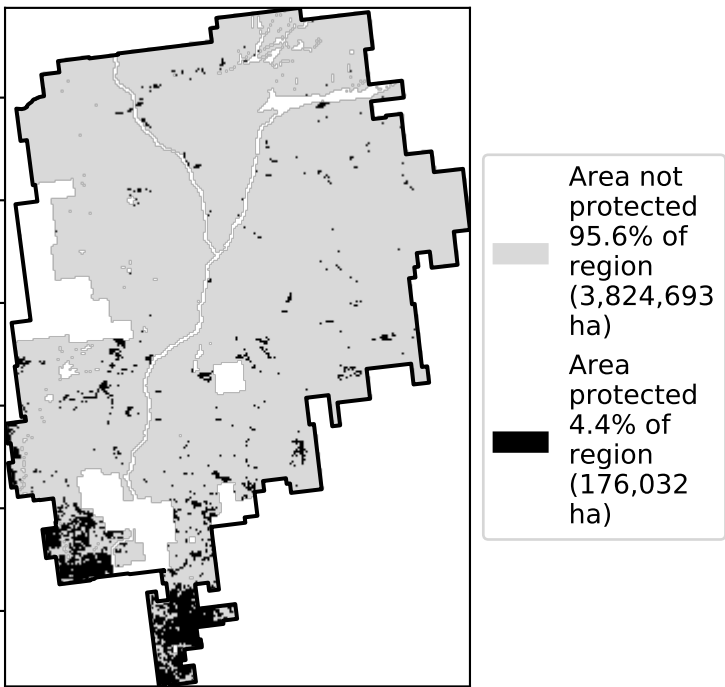 Area not
protected
95.6% of
region
(3,824,693
ha)
Area
protected
4.4% of
region
(176,032
ha)